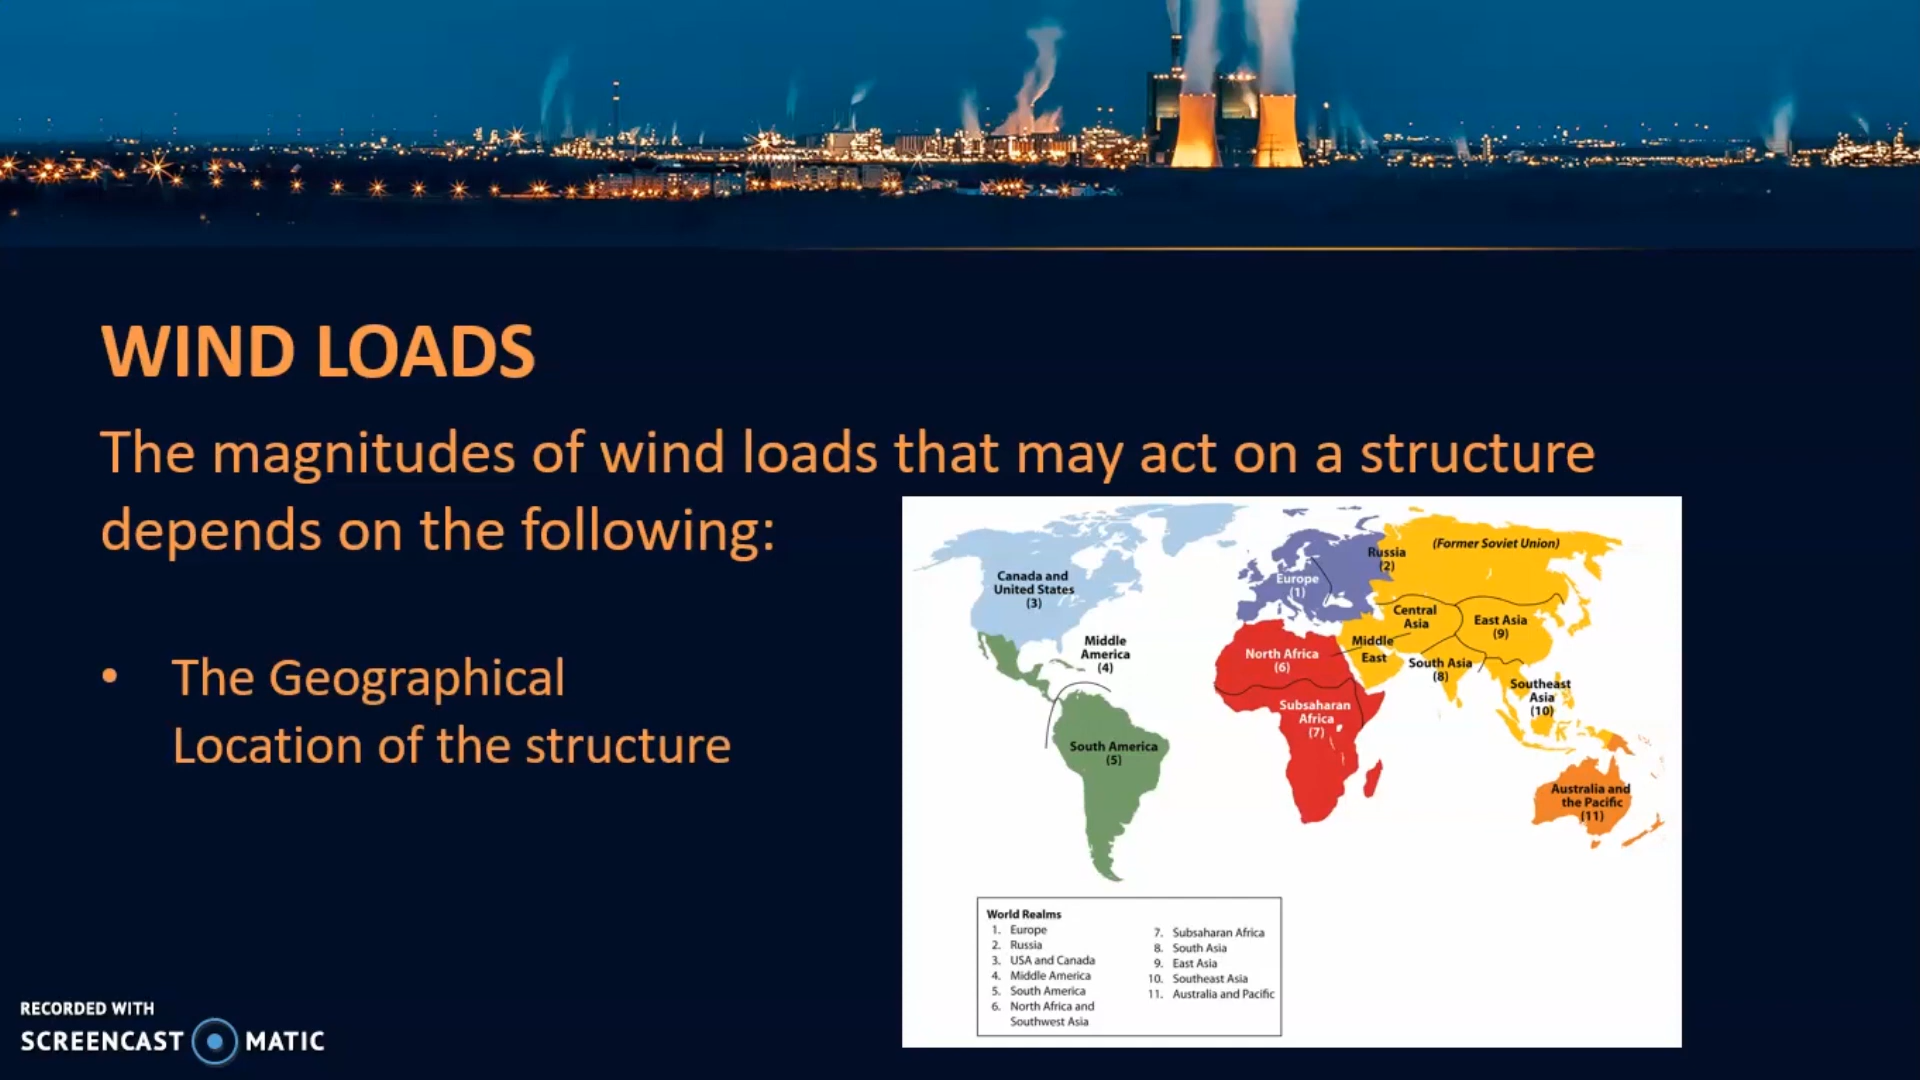 WIND LOADS
The magnitudes of wind loads that may act on a structure
depends on the following:
• The Geographical
Location of the structure
Canada and
United States
(3)
Middle
America
(4)
South America
(5)
Europe
(1)
Russia
(2)
(Former Soviet Union)
Central
Asia
East Asia
(9)
Middle
East
South Asia
(8)
Southeast
Asia
(10)
North Africa
(6)
Subsaharan
Africa
(7)
Australia and
the Pacific
(11)
World Realms
1. Europe
2. Russia
3. USA and Canada
4. Middle America
5. South America
6. North Africa and
Southwest Asia
7. Subsaharan Africa
8. South Asia
9. East Asia
10. Southeast Asia
11. Australia and Pacific
RECORDED WITH
SCREENCAST MATIC